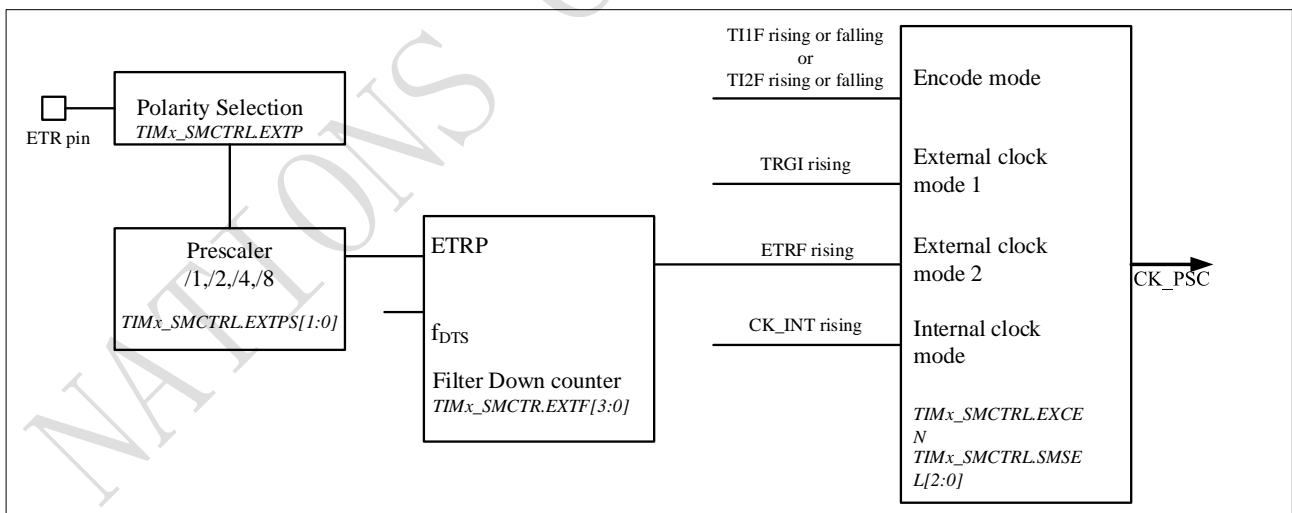 TI1F rising or falling
or
TI2F rising or falling
Encode mode
Polarity Selection
TIMx_SMCTRL.EXTP
ETR pin
TRGI rising
External clock
mode 1
Prescaler
/1,/2,/4,/8
TIMx_SMCTRL.EXTPS[1:0]
ETRP
fDTS
Filter Down counter
TIMx_SMCTR.EXTF[3:0]
ETRF rising
External clock
mode 2
CK_PSC
CK_INT rising
Internal clock
mode
TIMx_SMCTRL.EXCE
N
TIMx_SMCTRL.SMSE
L[2:0]
NATIONS